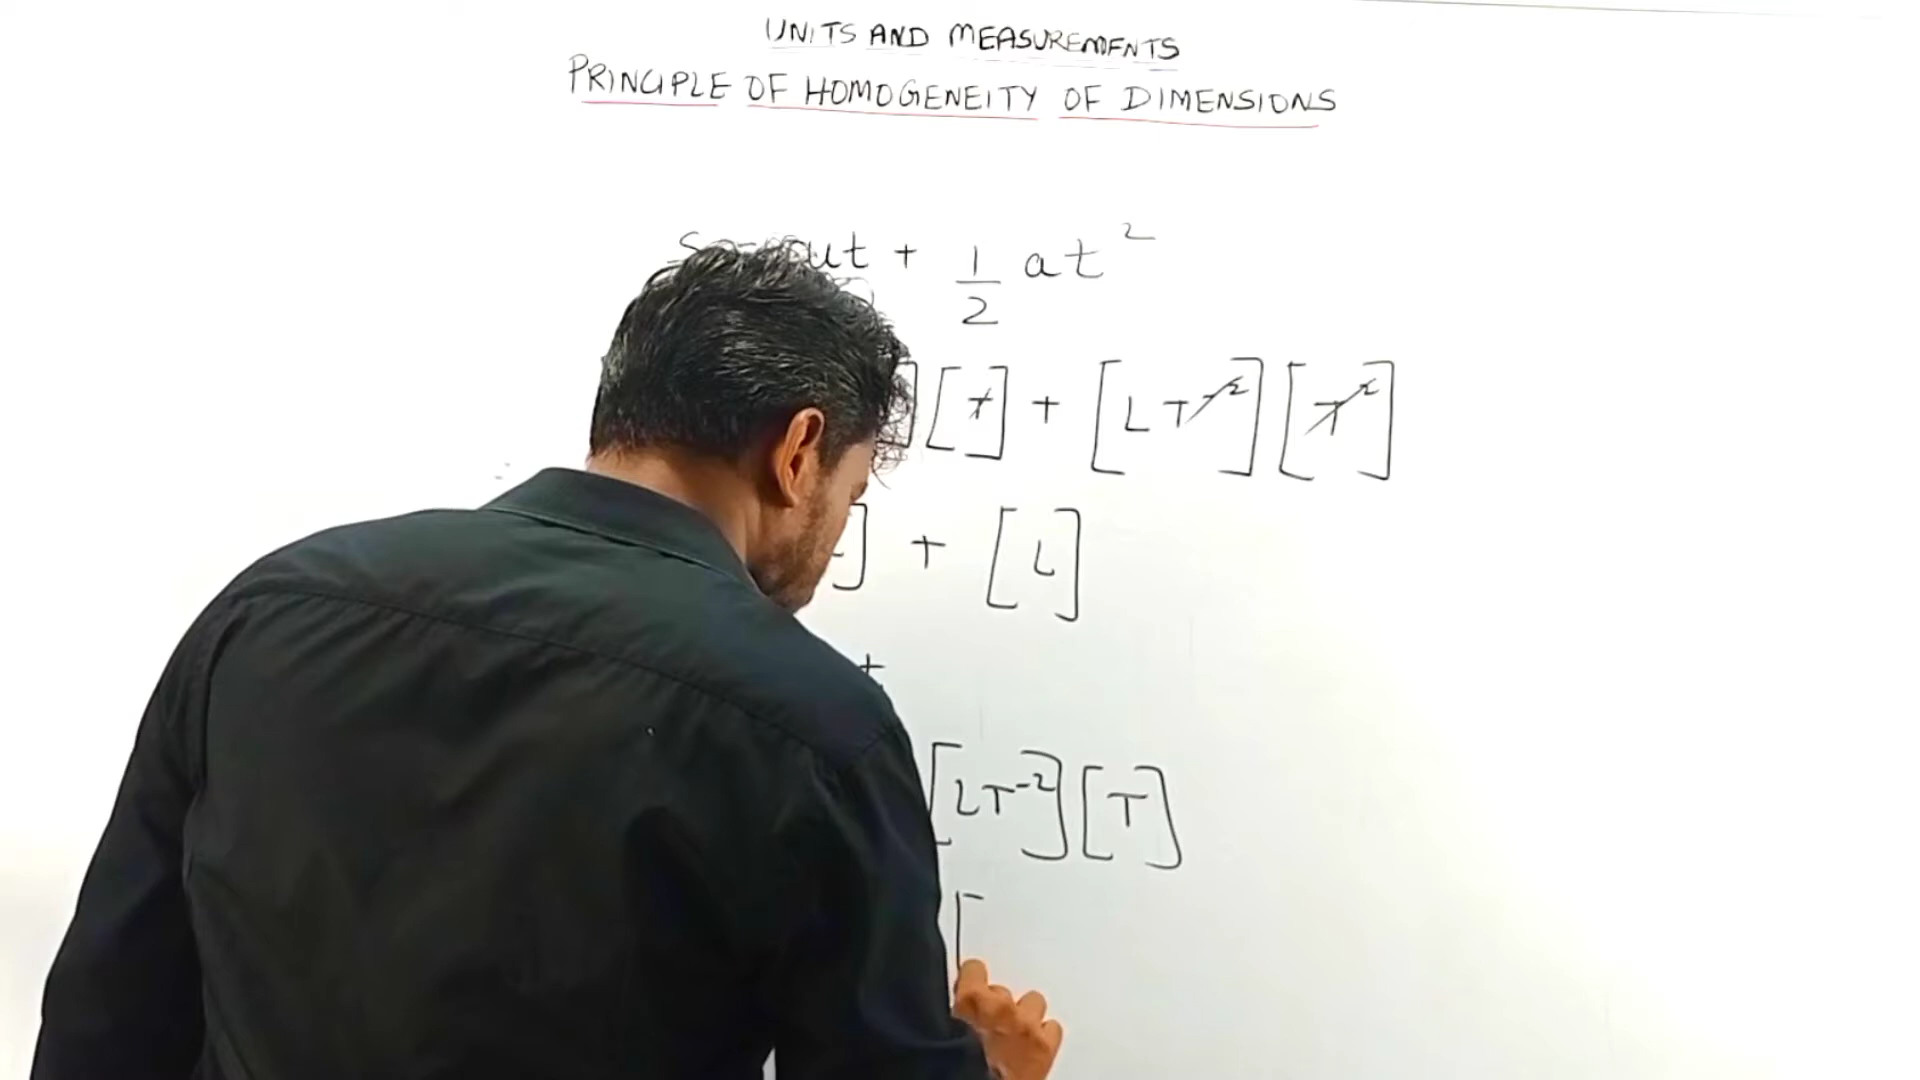 UNITS AND MEASUREMENTS
PRINCIPLE OF HOMOGENEITY OF DIMENSIONS
ut + 1/2 at²
] [T] + [LT⁻²] [T²]
] + [L]
+
[LT⁻²] [T]
[